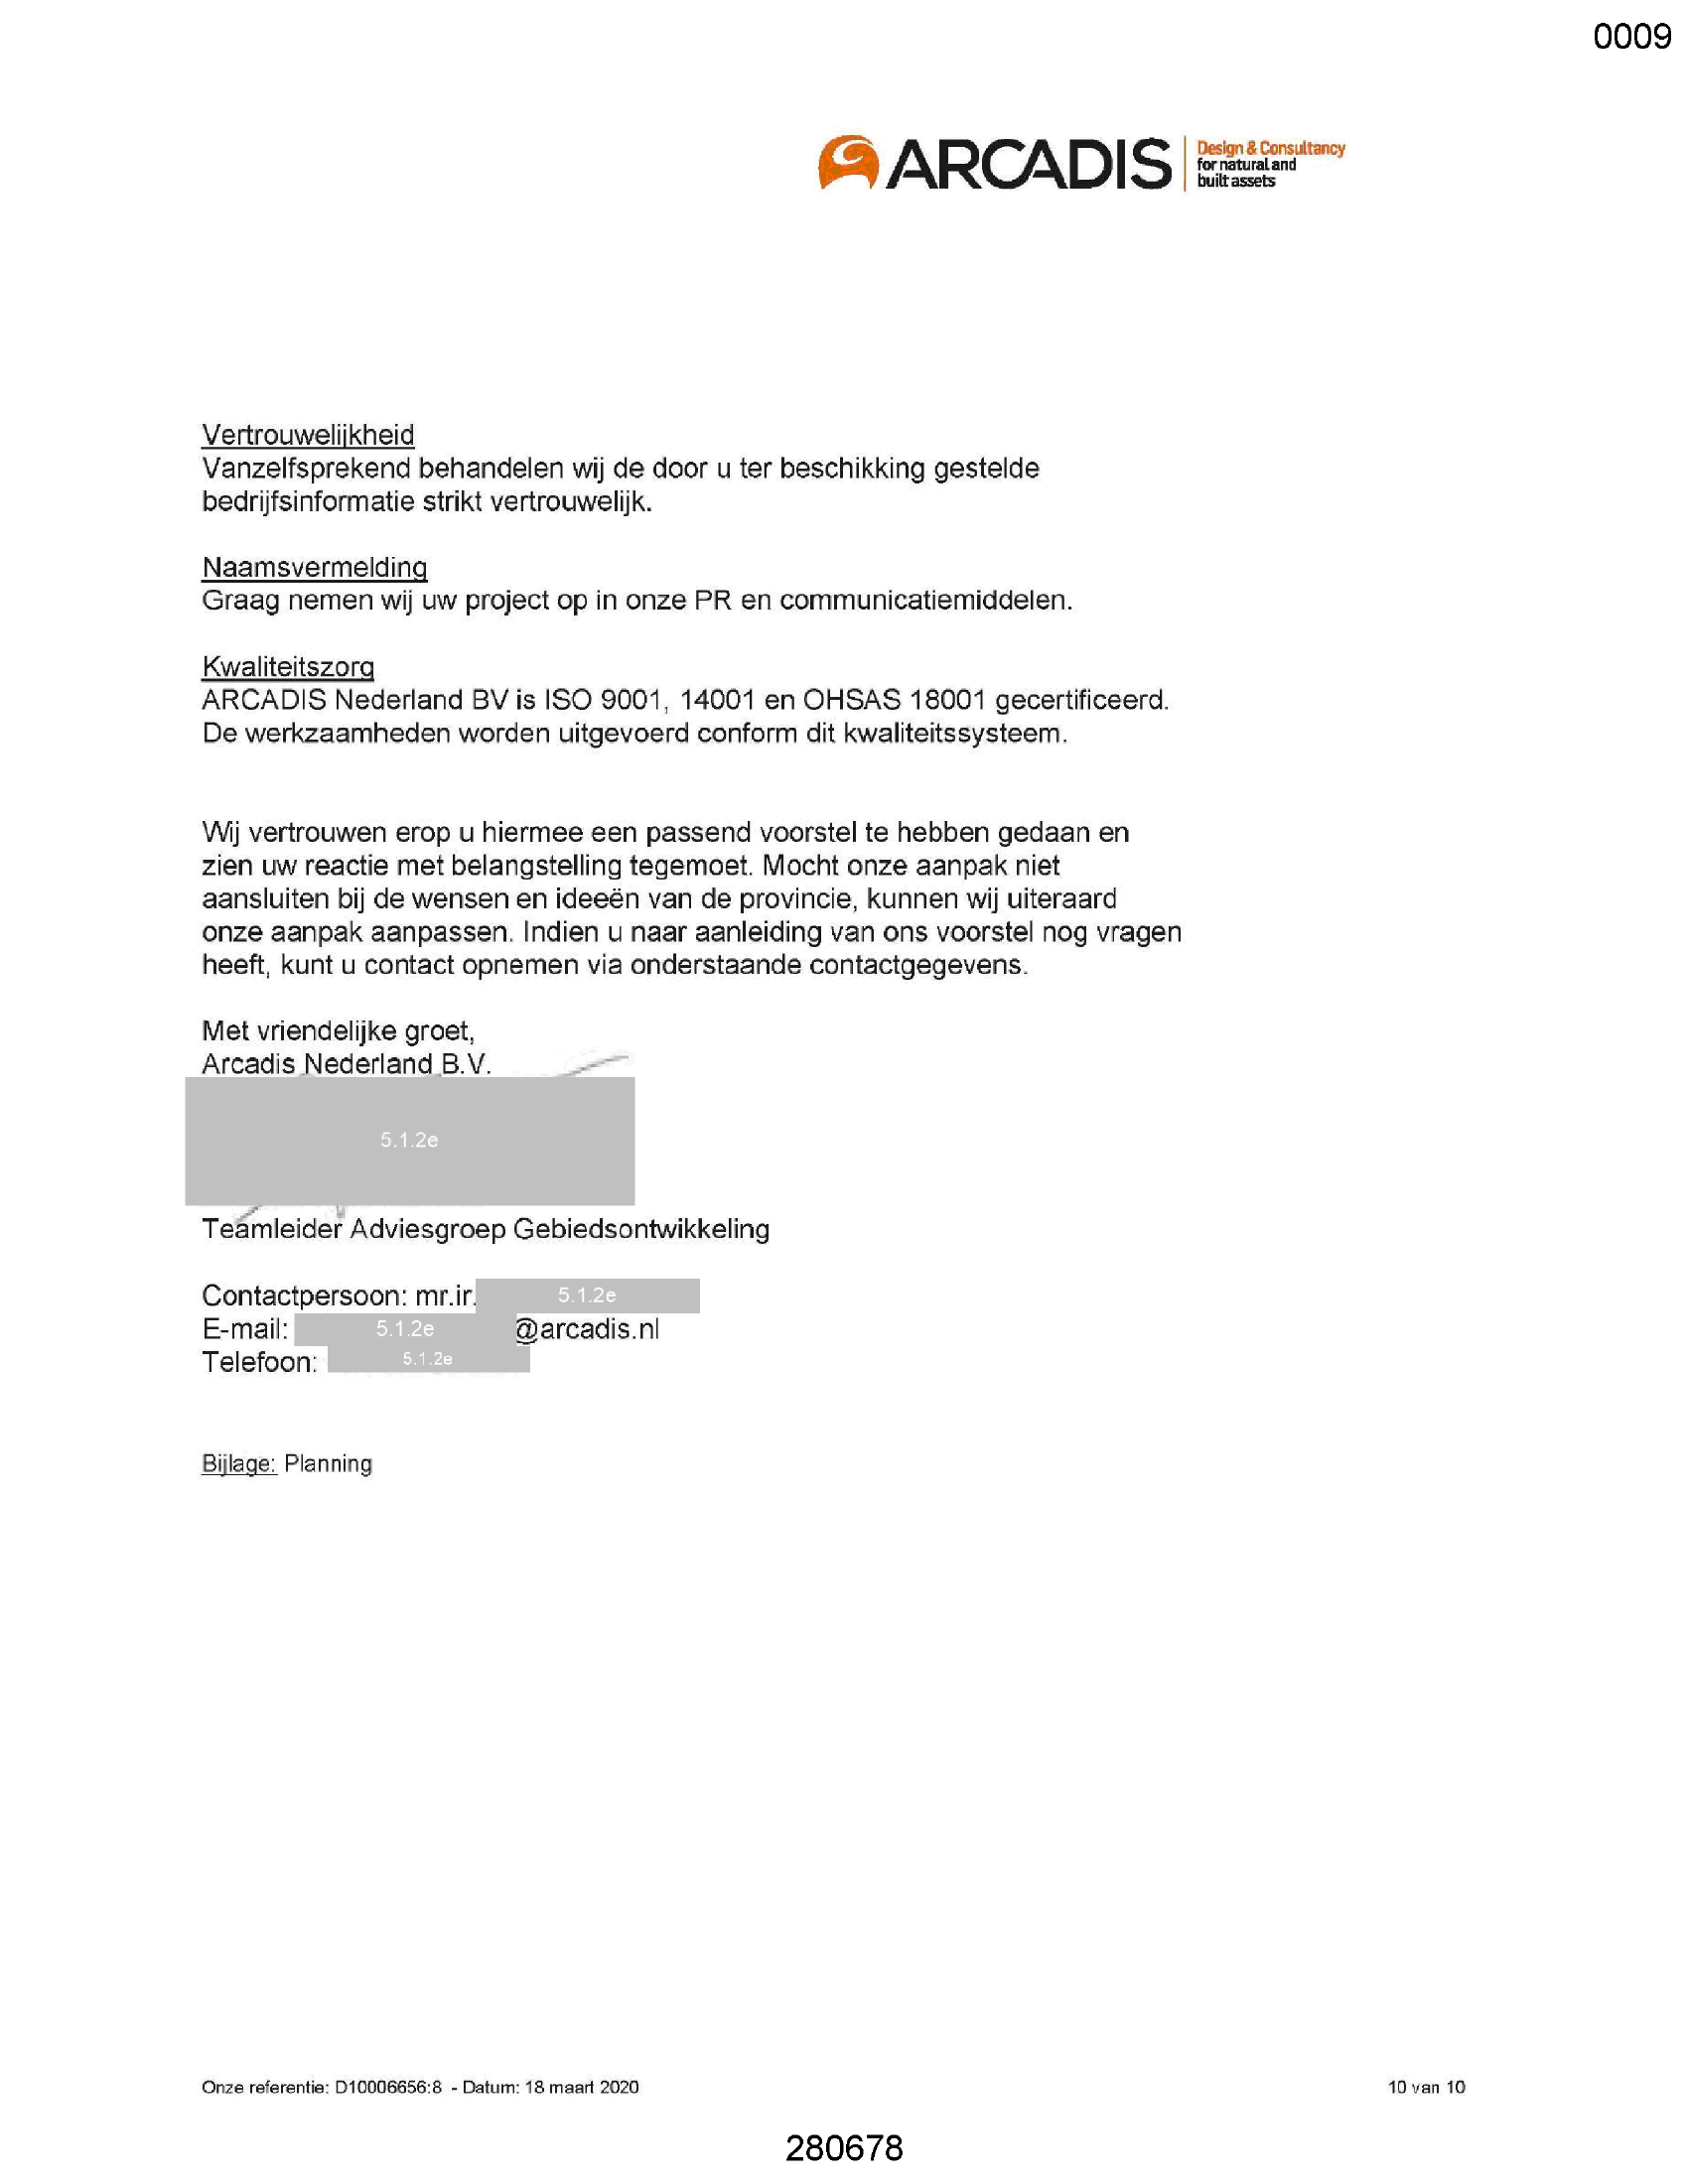 0009
ARCADIS
Design & Consultancy
for natural and
built assets
Vertrouwelijkheid
Vanzelfsprekend behandelen wij de door u ter beschikking gestelde
bedrijfsinformatie strikt vertrouwelijk.
Naamsvermelding
Graag nemen wij uw project op in onze PR en communicatiemiddelen.
Kwaliteitszorg
ARCADIS Nederland BV is ISO 9001, 14001 en OHSAS 18001 gecertificeerd.
De werkzaamheden worden uitgevoerd conform dit kwaliteitssysteem.
Wij vertrouwen erop u hiermee een passend voorstel te hebben gedaan en
zien uw reactie met belangstelling tegemoet. Mocht onze aanpak niet
aansluiten bij de wensen en ideeën van de provincie, kunnen wij uiteraard
onze aanpak aanpassen. Indien u naar aanleiding van ons voorstel nog vragen
heeft, kunt u contact opnemen via onderstaande contactgegevens.
Met vriendelijke groet,
Arcadis Nederland B.V.
5.1.2e
Teamleider Adviesgroep Gebiedsontwikkeling
Contactpersoon: mr.ir. 5.1.2e
E-mail: 5.1.2e @arcadis.nl
Telefoon: 5.1.2e
Bijlage: Planning
Onze referentie: D10006656:8 - Datum: 18 maart 2020
10 van 10
280678